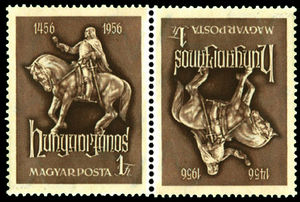 1456 1956
Hunyadi János
MAGYAR POSTA 1 Ft
1456 1956
Hunyadi János
MAGYAR POSTA 1 Ft